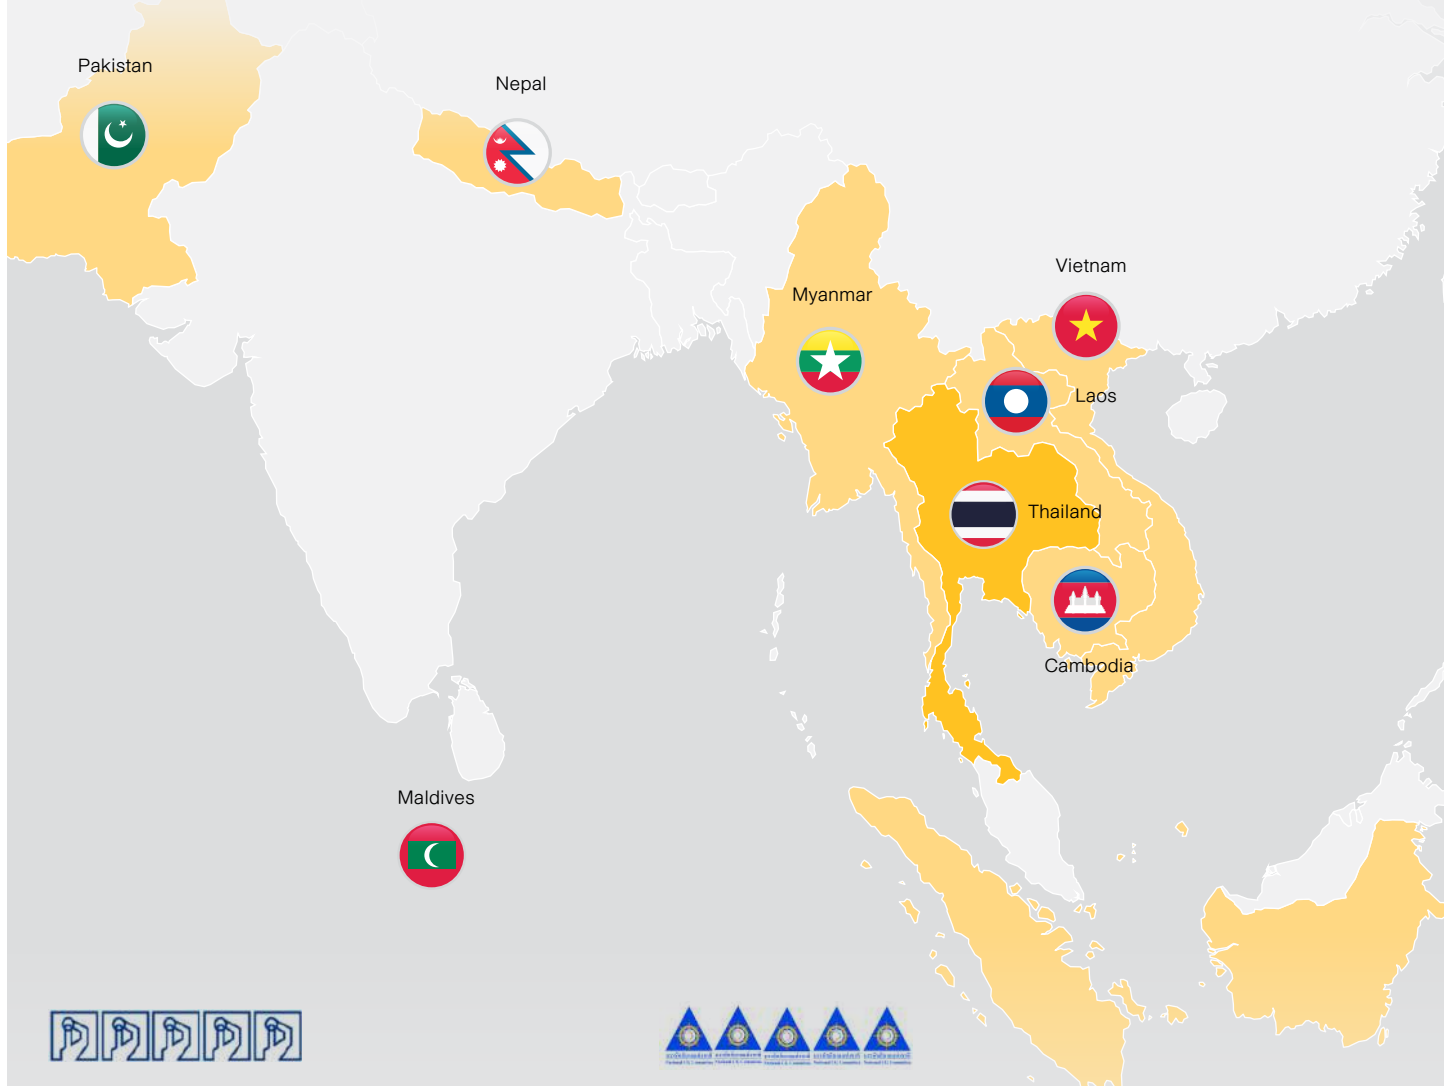 Pakistan
Nepal
Vietnam
Myanmar
Laos
Thailand
Cambodia
Maldives